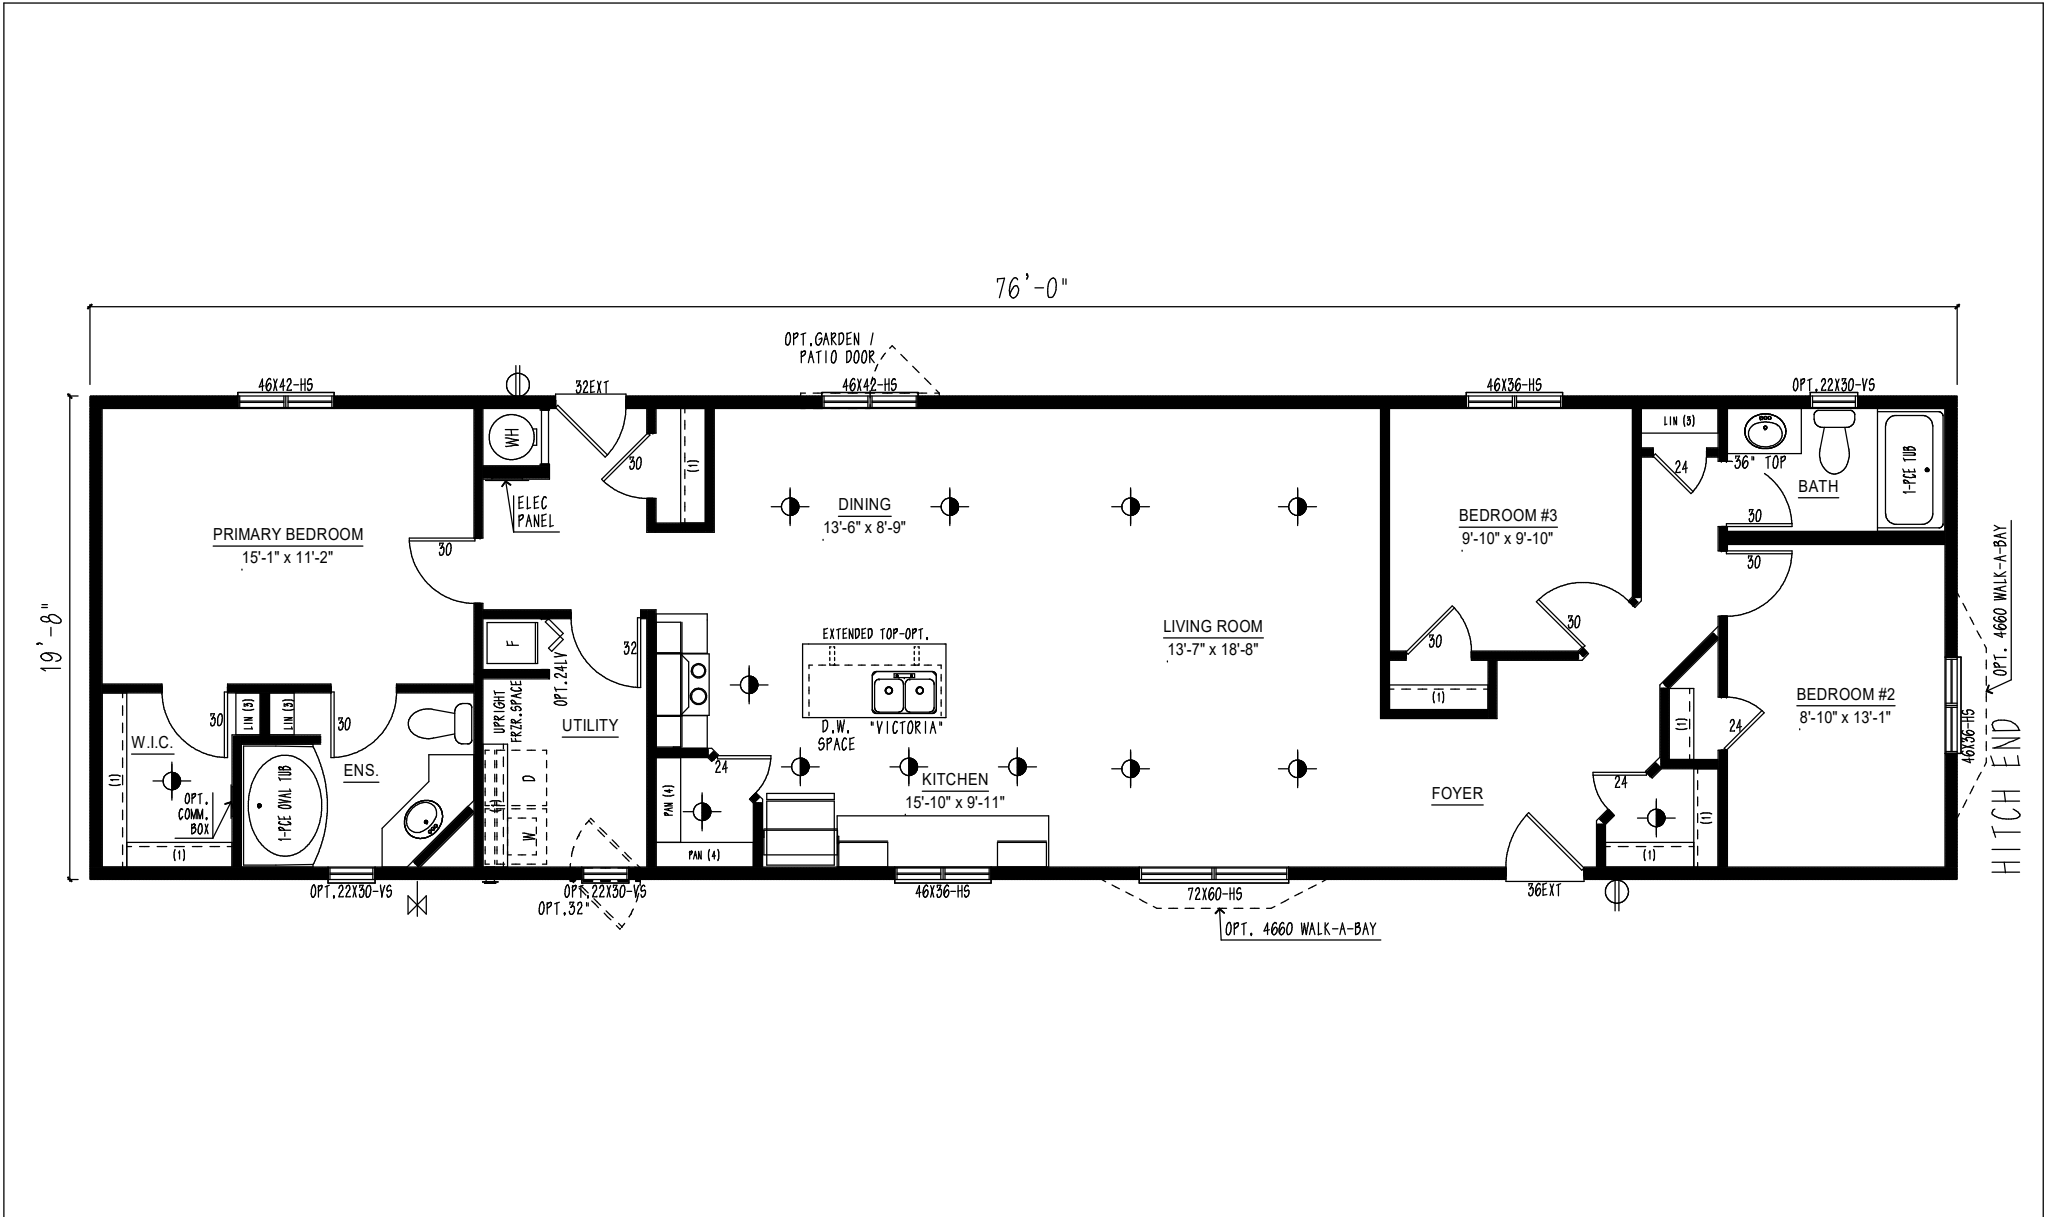 76'-0"
19'-8"
OPT.GARDEN /
PATIO DOOR
46X42-HS
32EXT
46X42-HS
46X36-HS
OPT.22X30-VS
WH
30
(1)
ELEC
PANEL
LIN (3)
24
36" TOP
BATH
1-PCE TUB
30
PRIMARY BEDROOM
15'-1" x 11'-2"
30
DINING
13'-6" x 8'-9"
BEDROOM #3
9'-10" x 9'-10"
30
30
(1)
30
OPT. 4660 WALK-A-BAY
F
OPT.24LV
32
EXTENDED TOP-OPT.
LIVING ROOM
13'-7" x 18'-8"
BEDROOM #2
8'-10" x 13'-1"
24
(1)
46X36-HS
HITCH END
W.I.C.
30
LIN (3)
LIN (3)
30
(1)
(1)
OPT.
COMM.
BOX
1-PCE OVAL TUB
ENS.
UPRIGHT
FRZR.SPACE
UTILITY
D
W
D.W.
SPACE
"VICTORIA"
24
PAN (4)
PAN (4)
KITCHEN
15'-10" x 9'-11"
FOYER
24
(1)
(1)
OPT.22X30-VS
OPT.22X30-VS
OPT.32"
46X36-HS
72X60-HS
OPT. 4660 WALK-A-BAY
36EXT